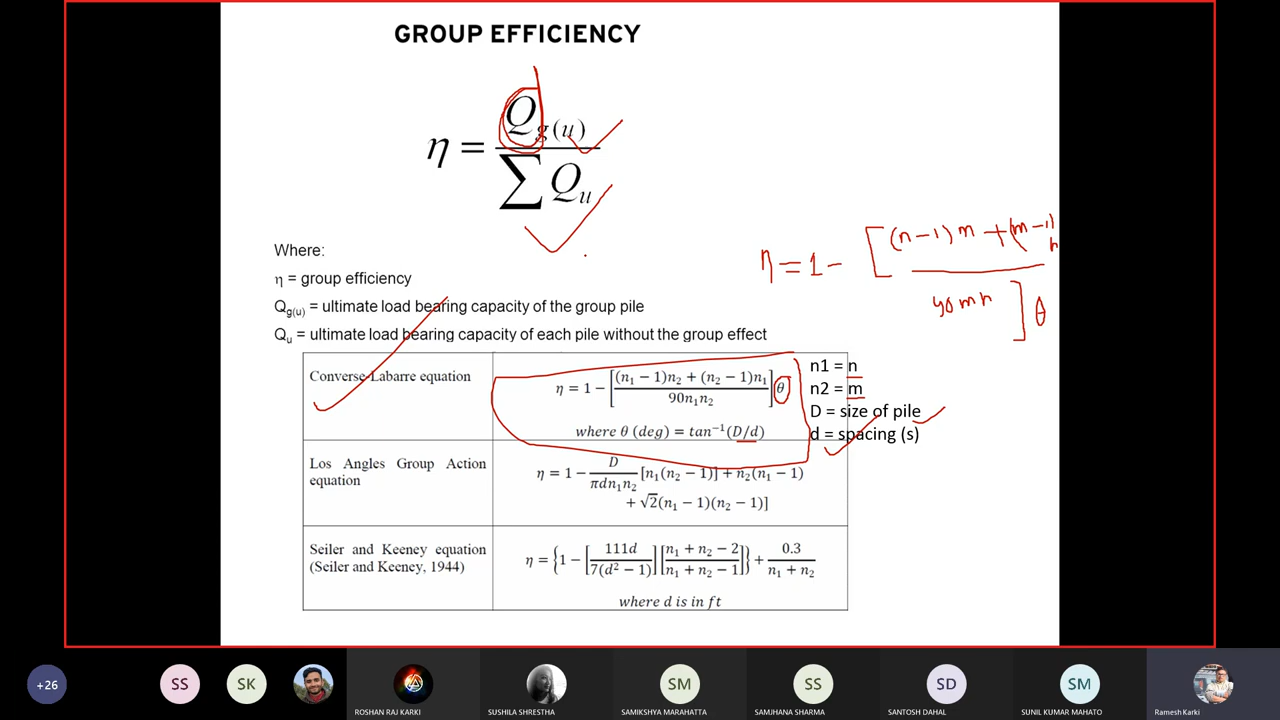 GROUP EFFICIENCY
η = Q_g(u) / ∑ Q_u
Where:
η = group efficiency
Q_g(u) = ultimate load bearing capacity of the group pile
Q_u = ultimate load bearing capacity of each pile without the group effect
η = 1 - [(n-1)m + (m-1)n / 90mn] θ
Converse-Labarre equation
η = 1 − [(n₁ − 1)n₂ + (n₂ − 1)n₁ / 90n₁n₂] θ
where θ (deg) = tan⁻¹(D/d)
n1 = n
n2 = m
D = size of pile
d = spacing (s)
Los Angles Group Action
equation
η = 1 − D / πdn₁n₂ [n₁(n₂ − 1)] + n₂(n₁ − 1)
+ √2(n₁ − 1)(n₂ − 1)]
Seiler and Keeney equation
(Seiler and Keeney, 1944)
η = {1 − [111d / 7(d² − 1)] [n₁ + n₂ − 2 / n₁ + n₂ − 1]} + 0.3 / n₁ + n₂
where d is in ft
+26
SS
SK
SM
SS
SD
SM
ROSHAN RAJ KARKI
SUSHILA SHRESTHA
SAMIKSHYA MARAHATTA
SAMJHANA SHARMA
SANTOSH DAHAL
SUNIL KUMAR MAHATO
Ramesh Karki